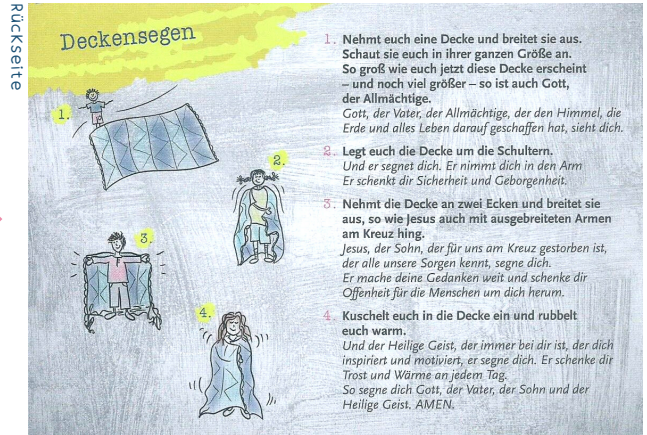 Rückseite
Deckensegen
1. Nehmt euch eine Decke und breitet sie aus.
Schaut sie euch in ihrer ganzen Größe an.
So groß wie euch jetzt diese Decke erscheint
– und noch viel größer – so ist auch Gott,
der Allmächtige.
Gott, der Vater, der Allmächtige, der den Himmel, die
Erde und alles Leben darauf geschaffen hat, sieht dich.
2. Legt euch die Decke um die Schultern.
Und er segnet dich. Er nimmt dich in den Arm
Er schenkt dir Sicherheit und Geborgenheit.
3. Nehmt die Decke an zwei Ecken und breitet sie
aus, so wie Jesus auch mit ausgebreiteten Armen
am Kreuz hing.
Jesus, der Sohn, der für uns am Kreuz gestorben ist,
der alle unsere Sorgen kennt, segne dich.
Er mache deine Gedanken weit und schenke dir
Offenheit für die Menschen um dich herum.
4. Kuschelt euch in die Decke ein und rubbelt
euch warm.
Und der Heilige Geist, der immer bei dir ist, der dich
inspiriert und motiviert, er segne dich. Er schenke dir
Trost und Wärme an jedem Tag.
So segne dich Gott, der Vater, der Sohn und der
Heilige Geist. AMEN.
1.
2.
3.
4.